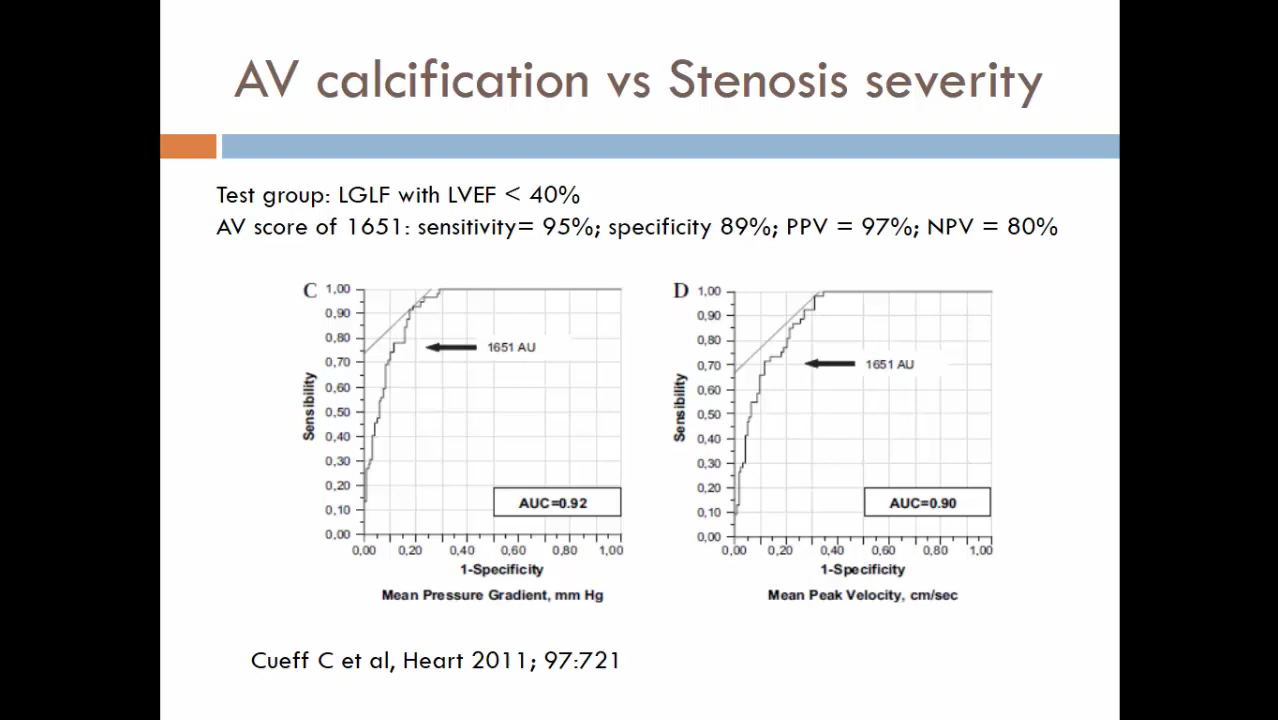 AV calcification vs Stenosis severity
Test group: LGLF with LVEF < 40%
AV score of 1651: sensitivity= 95%; specificity 89%; PPV = 97%; NPV = 80%
C
1,00
0,90
0,80
0,70
0,60
0,50
0,40
0,30
0,20
0,10
0,00
Sensibility
1651 AU
AUC=0.92
0,00 0,20 0,40 0,60 0,80 1,00
1-Specificity
Mean Pressure Gradient, mm Hg
D
1,00
0,90
0,80
0,70
0,60
0,50
0,40
0,30
0,20
0,10
0,00
Sensibility
1651 AU
AUC=0.90
0,00 0,20 0,40 0,60 0,80 1,00
1-Specificity
Mean Peak Velocity, cm/sec
Cueff C et al, Heart 2011; 97:721